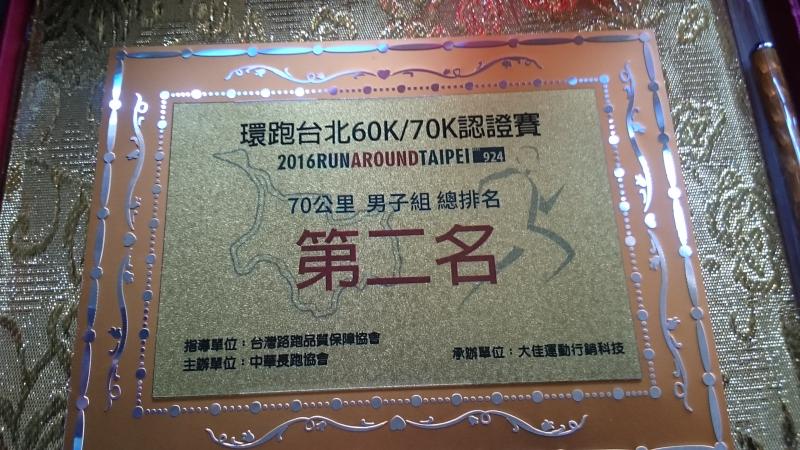 環跑台北60K/70K認證賽
2016RUNAROUNDTAIPEI 924
70公里 男子組 總排名
第二名
指導單位：台灣路跑品質保障協會
主辦單位：中華長跑協會
承辦單位：大佳運動行銷科技